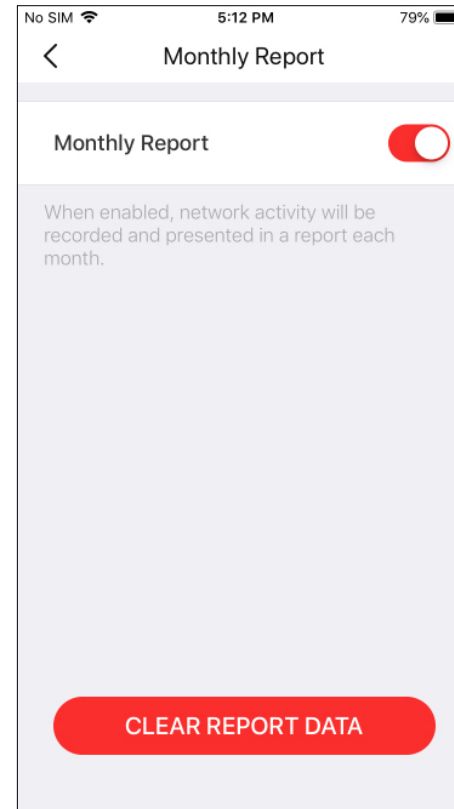 No SIM 5:12 PM 79%
Monthly Report
Monthly Report
When enabled, network activity will be
recorded and presented in a report each
month.
CLEAR REPORT DATA